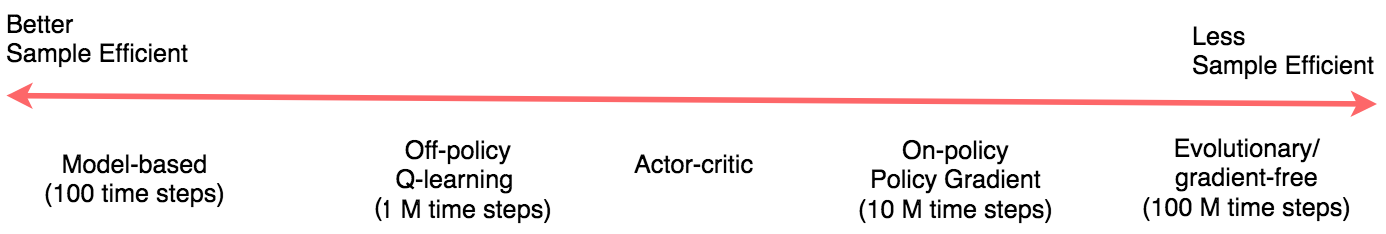 Better
Sample Efficient
Less
Sample Efficient
Model-based
(100 time steps)
Off-policy
Q-learning
(1 M time steps)
Actor-critic
On-policy
Policy Gradient
(10 M time steps)
Evolutionary/
gradient-free
(100 M time steps)